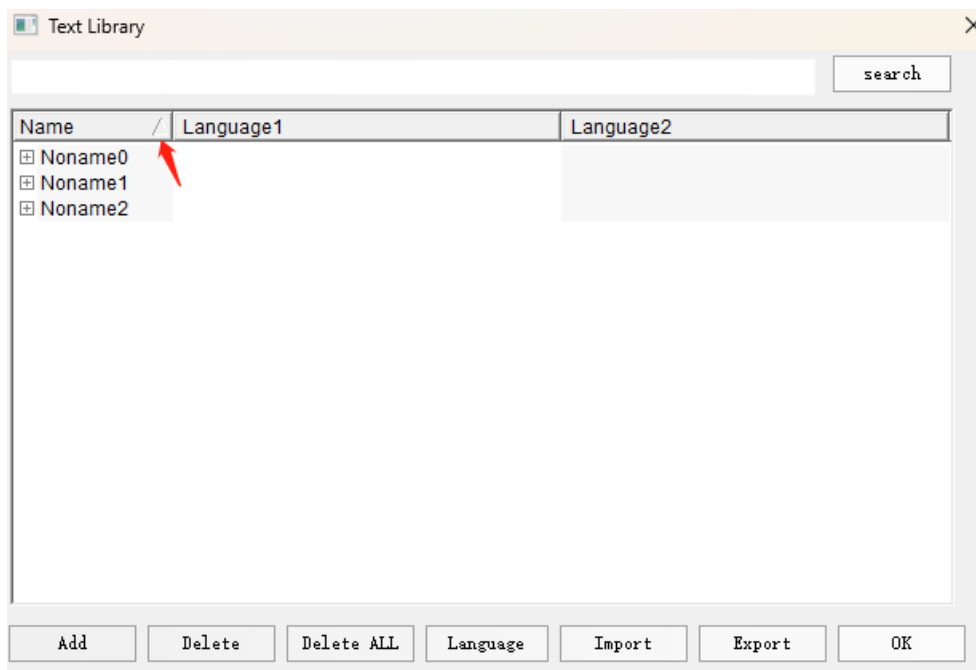 Text Library
search
Name Language1 Language2
Noname0
Noname1
Noname2
Add Delete Delete ALL Language Import Export OK